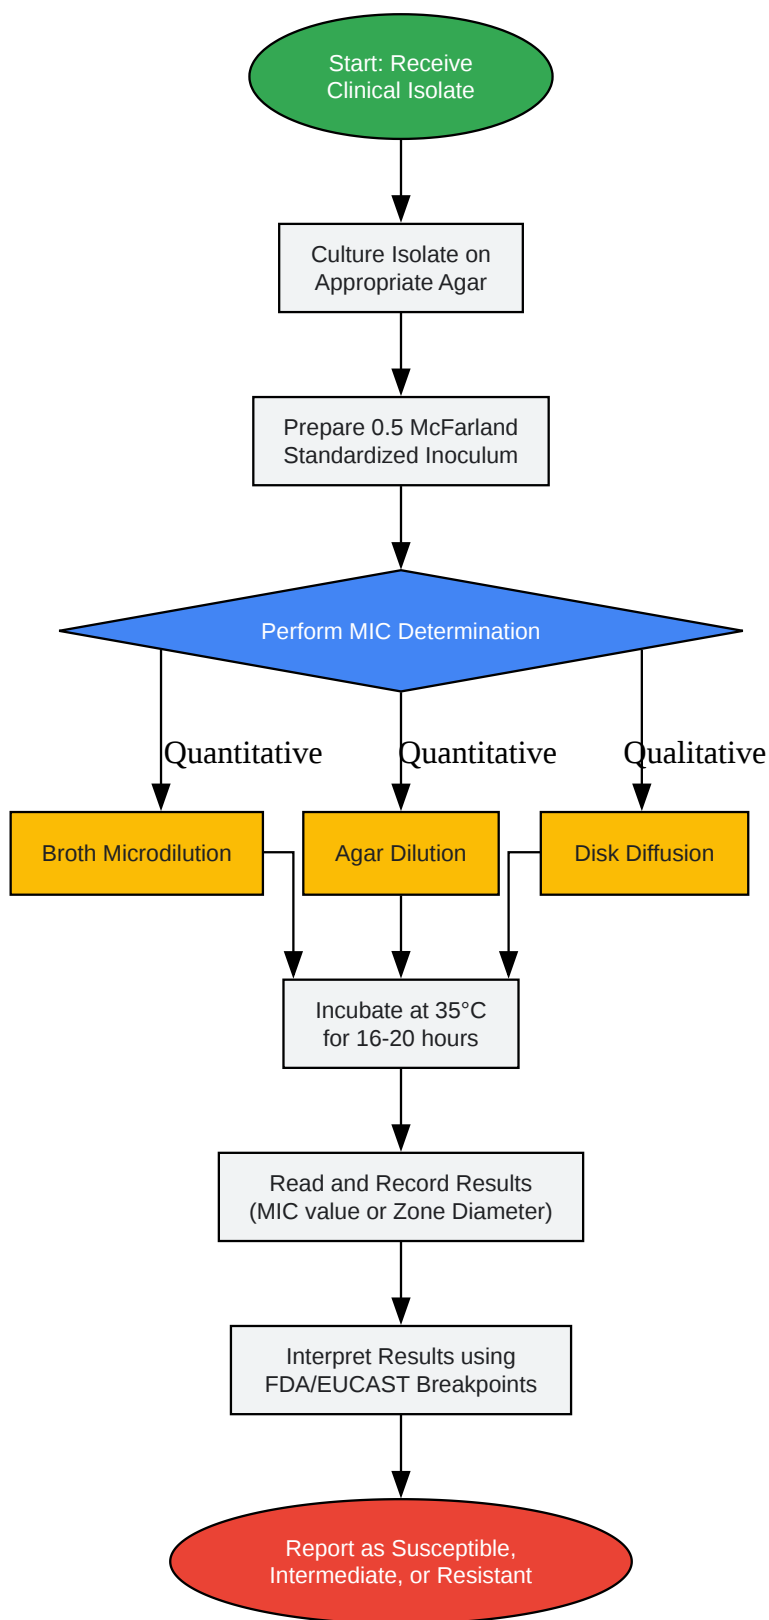 Start: Receive
Clinical Isolate
Culture Isolate on
Appropriate Agar
Prepare 0.5 McFarland
Standardized Inoculum
Perform MIC Determination
Quantitative
Quantitative
Qualitative
Broth Microdilution
Agar Dilution
Disk Diffusion
Incubate at 35°C
for 16-20 hours
Read and Record Results
(MIC value or Zone Diameter)
Interpret Results using
FDA/EUCAST Breakpoints
Report as Susceptible,
Intermediate, or Resistant